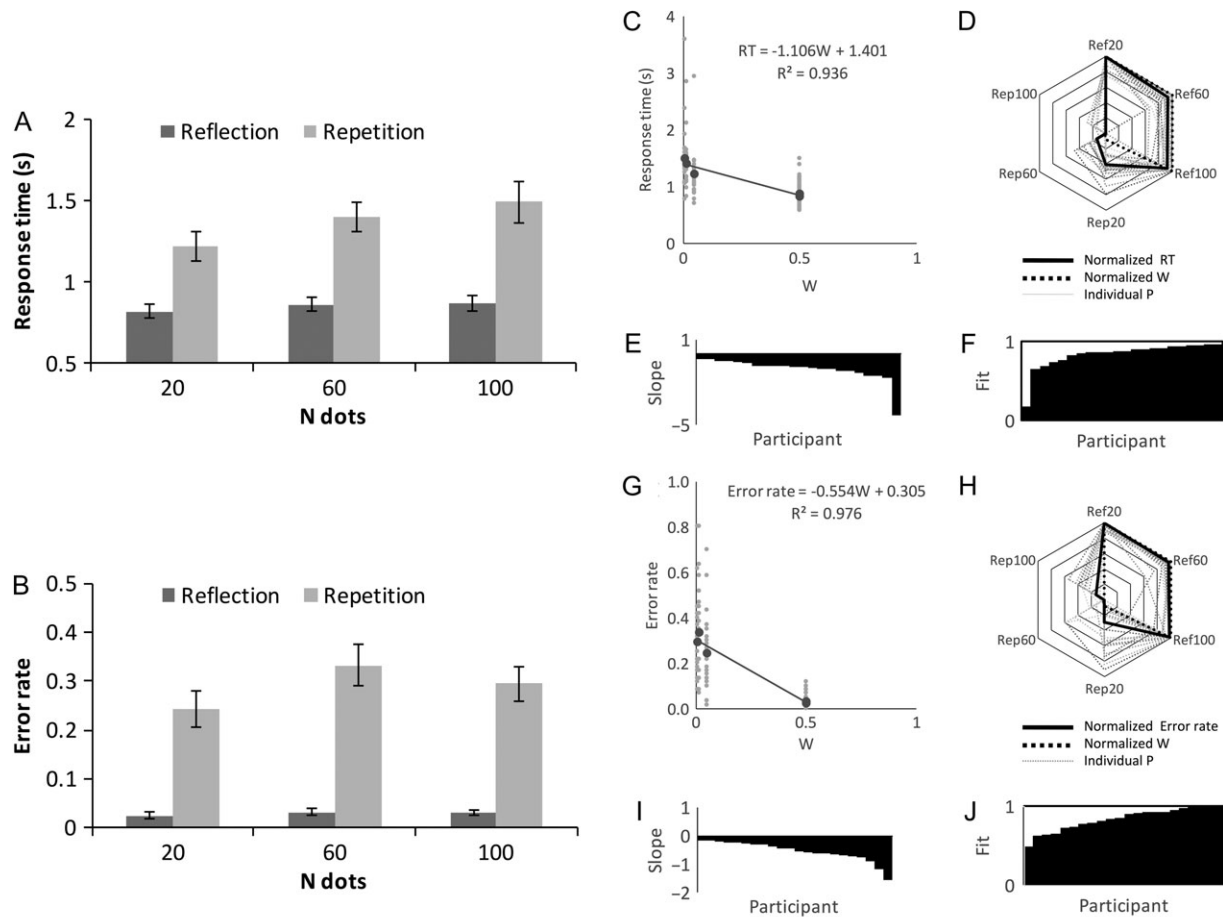 A
Reflection Repetition
Response time (s)
2
1.5
1
0.5
20 60 100
N dots
B
Reflection Repetition
Error rate
0.5
0.4
0.3
0.2
0.1
0
20 60 100
N dots
C
RT = -1.106W + 1.401
R² = 0.936
Response time (s)
4
3
2
1
0
0 0.5 1
W
D
Ref20
Rep100 Ref60
Rep60 Ref100
Rep20
Normalized RT
Normalized W
Individual P
E
Slope
1
−5
Participant
F
Fit
1
0
Participant
G
Error rate = -0.554W + 0.305
R² = 0.976
Error rate
1.0
0.8
0.6
0.4
0.2
0.0
0 0.5 1
W
H
Ref20
Rep100 Ref60
Rep60 Ref100
Rep20
Normalized Error rate
Normalized W
Individual P
I
Slope
1
0
−1
−2
Participant
J
Fit
1
0
Participant